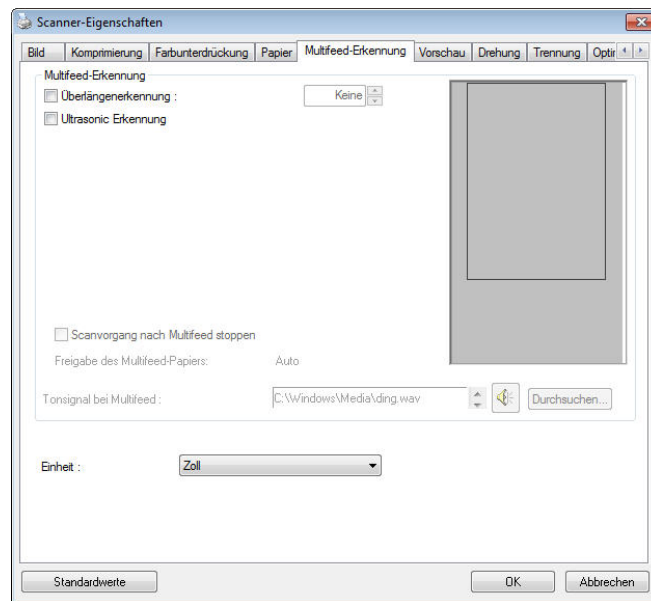 Scanner-Eigenschaften
Bild Komprimierung Farbunterdrückung Papier Multifeed-Erkennung Vorschau Drehung Trennung Optir
Multifeed-Erkennung
Überlängenerkennung : Keine
Ultrasonic Erkennung
Scanvorgang nach Multifeed stoppen
Freigabe des Multifeed-Papiers: Auto
Tonsignal bei Multifeed : C:\Windows\Media\ding.wav Durchsuchen...
Einheit : Zoll
Standardwerte OK Abbrechen